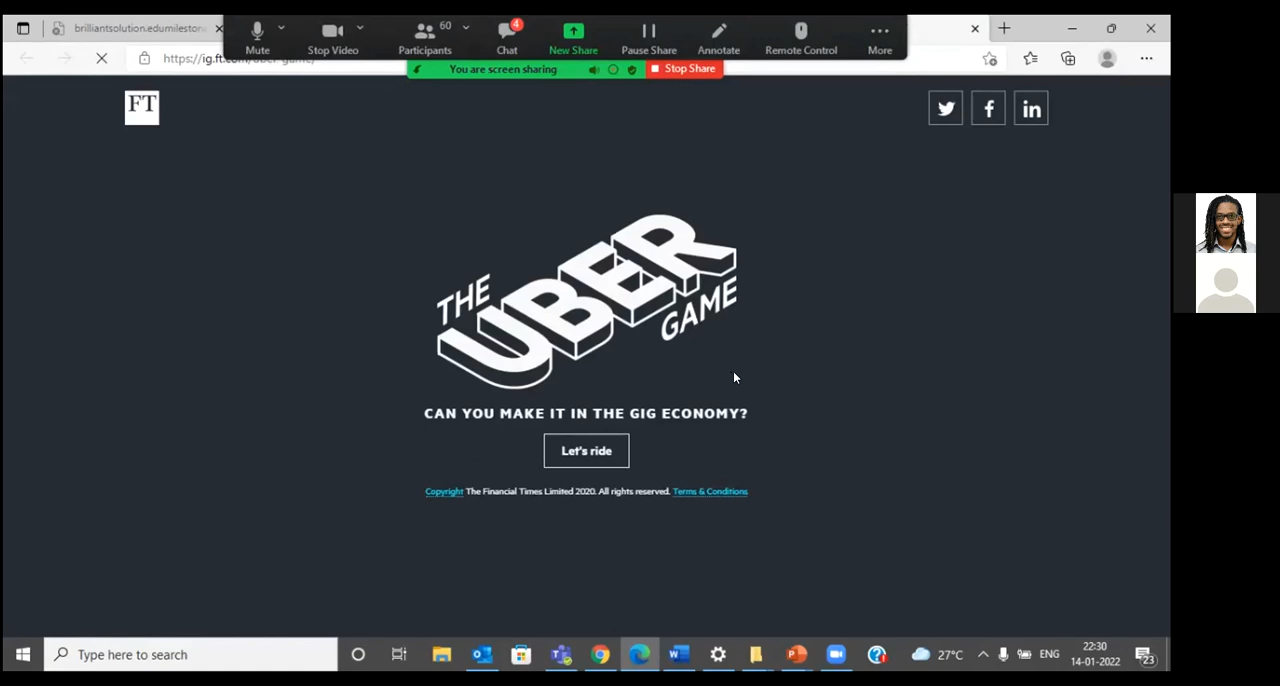 brilliantsolution.edumileston
Mute
Stop Video
60
Participants
4
Chat
New Share
Pause Share
Annotate
Remote Control
More
https://ig.ft.com/uber-game/
You are screen sharing
Stop Share
FT
THE
UBER
GAME
CAN YOU MAKE IT IN THE GIG ECONOMY?
Let's ride
Copyright The Financial Times Limited 2020. All rights reserved. Terms & Conditions
Type here to search
27°C
ENG
22:30
14-01-2022
23